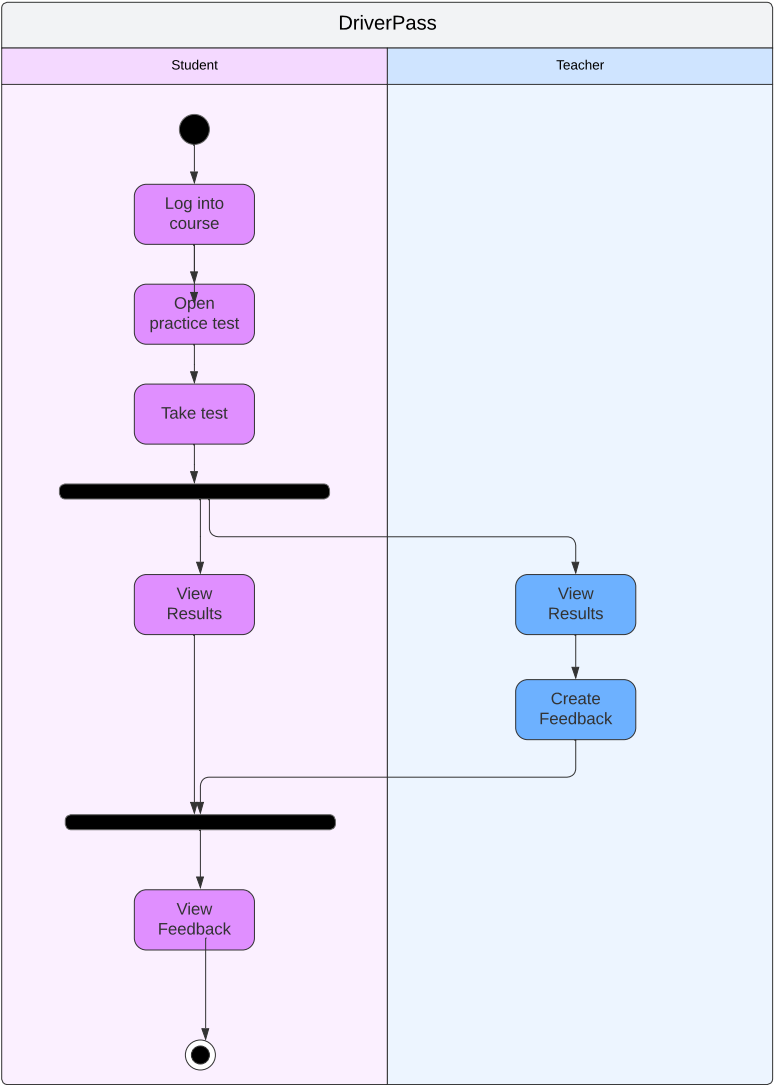 DriverPass
Student
Teacher
Log into
course
Open
practice test
Take test
View
Results
View
Results
Create
Feedback
View
Feedback